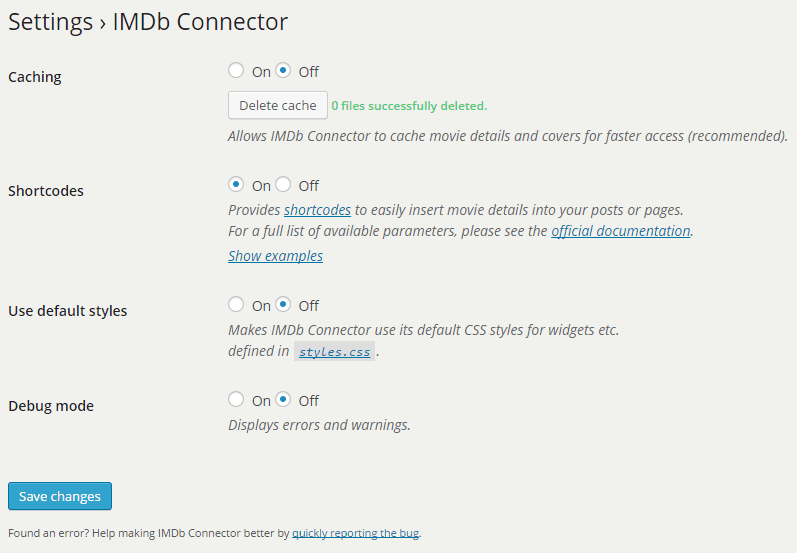 Settings › IMDb Connector
Caching
On Off
Delete cache 0 files successfully deleted.
Allows IMDb Connector to cache movie details and covers for faster access (recommended).
Shortcodes
On Off
Provides shortcodes to easily insert movie details into your posts or pages.
For a full list of available parameters, please see the official documentation.
Show examples
Use default styles
On Off
Makes IMDb Connector use its default CSS styles for widgets etc.
defined in styles.css.
Debug mode
On Off
Displays errors and warnings.
Save changes
Found an error? Help making IMDb Connector better by quickly reporting the bug.